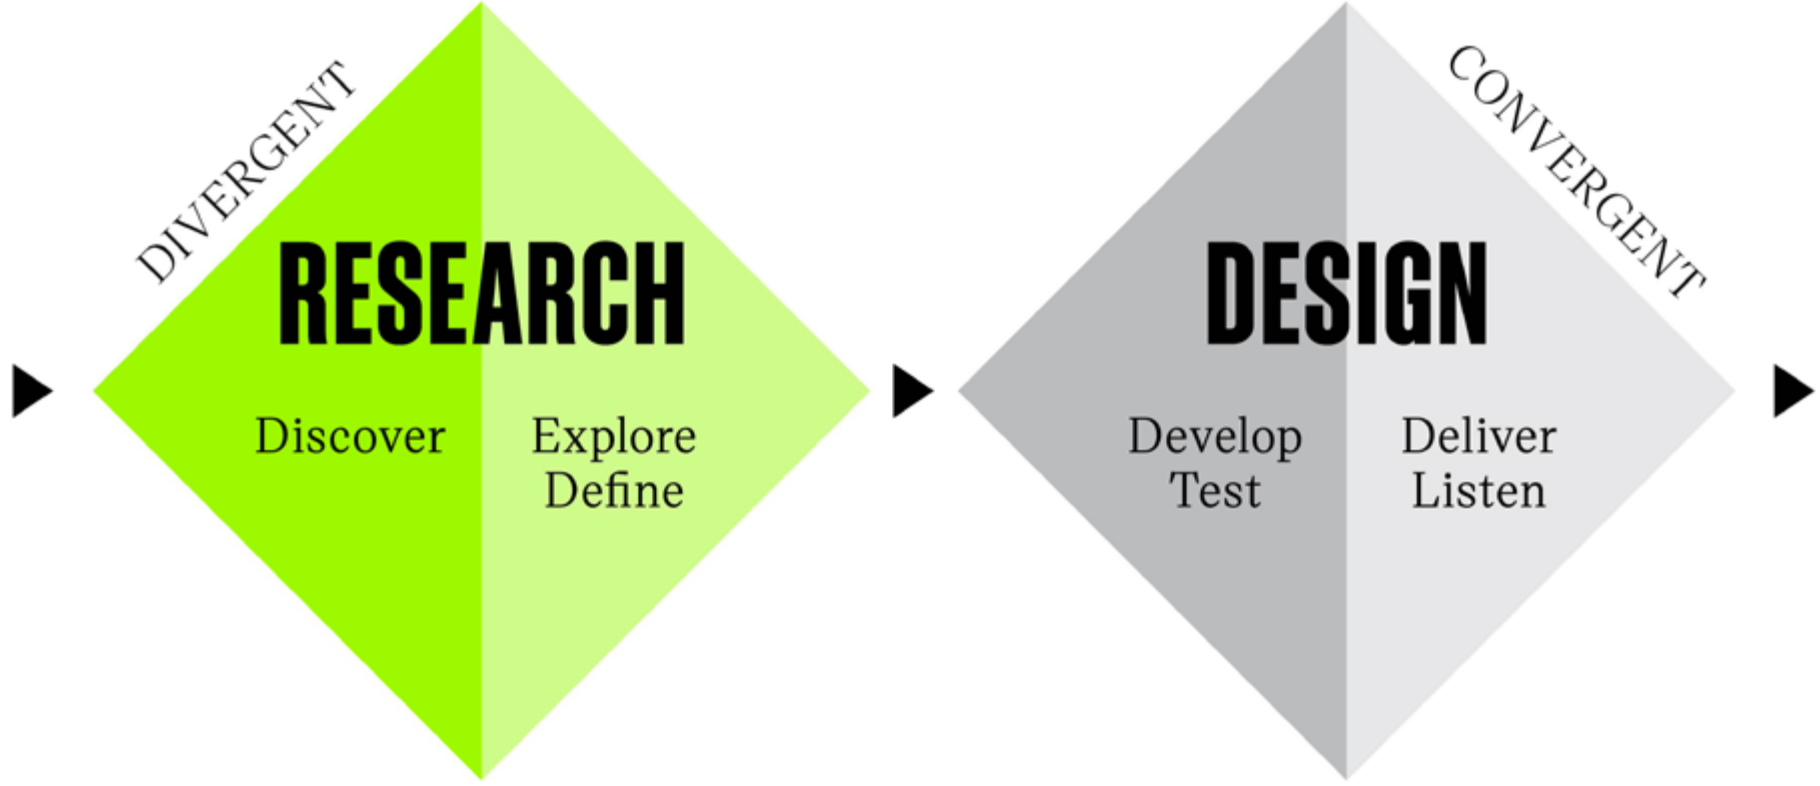 DIVERGENT
RESEARCH
Discover
Explore
Define
CONVERGENT
DESIGN
Develop
Test
Deliver
Listen